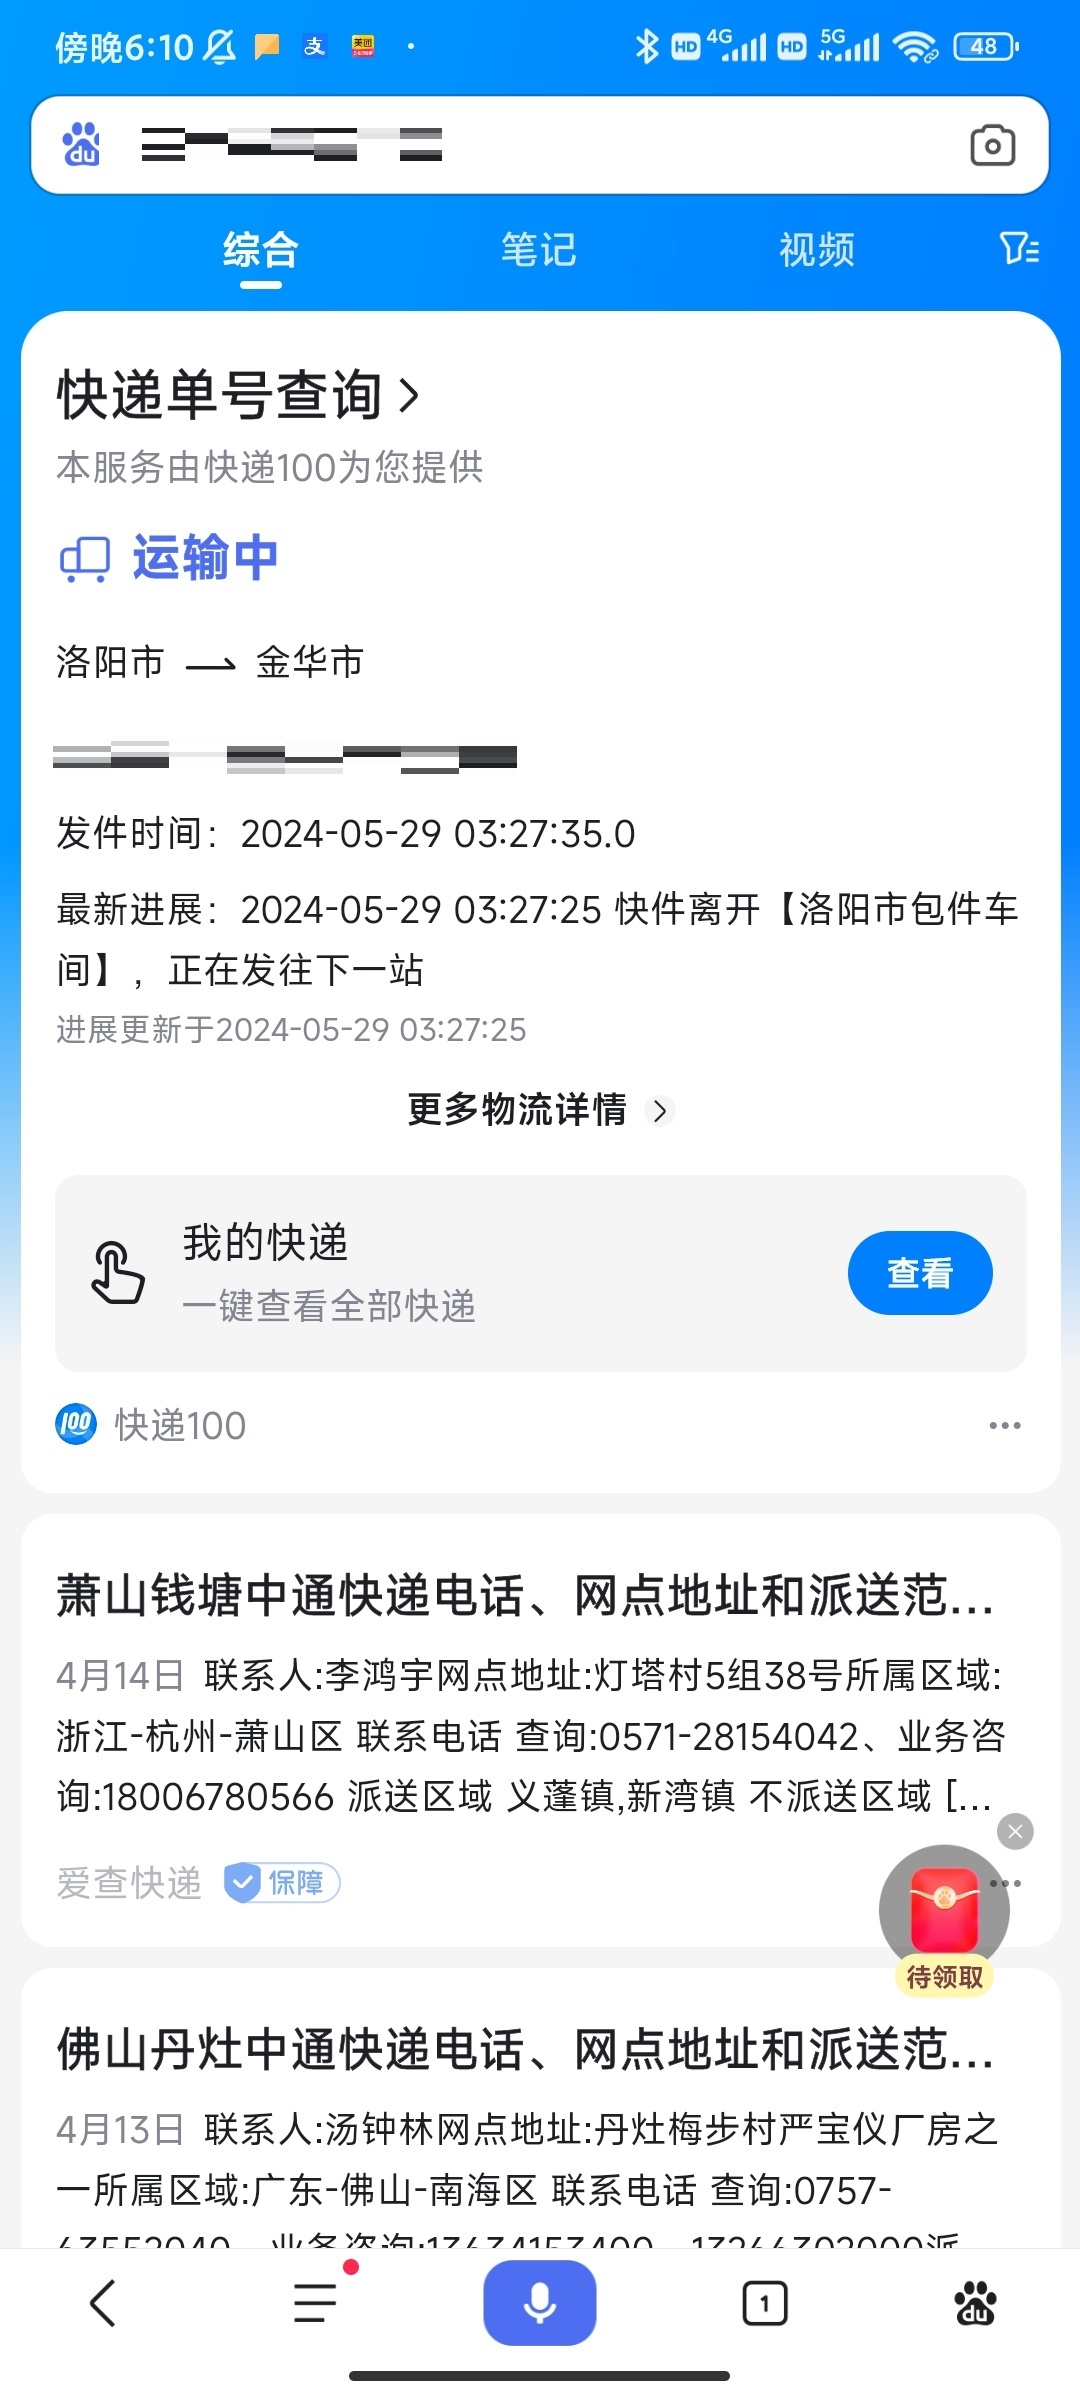 傍晚6:10 支 美团 HD 4G HD 5G 48
du
综合 笔记 视频
快递单号查询
本服务由快递100为您提供
运输中
洛阳市 → 金华市
发件时间：2024-05-29 03:27:35.0
最新进展：2024-05-29 03:27:25 快件离开【洛阳市包件车
间】，正在发往下一站
进展更新于2024-05-29 03:27:25
更多物流详情
我的快递
一键查看全部快递
查看
100 快递100
萧山钱塘中通快递电话、网点地址和派送范...
4月14日 联系人:李鸿宇网点地址:灯塔村5组38号所属区域:
浙江-杭州-萧山区 联系电话 查询:0571-28154042、业务咨
询:18006780566 派送区域 义蓬镇,新湾镇 不派送区域 [...
爱查快递 保障
待领取
佛山丹灶中通快递电话、网点地址和派送范...
4月13日 联系人:汤钟林网点地址:丹灶梅步村严宝仪厂房之
一所属区域:广东-佛山-南海区 联系电话 查询:0757-
1
du